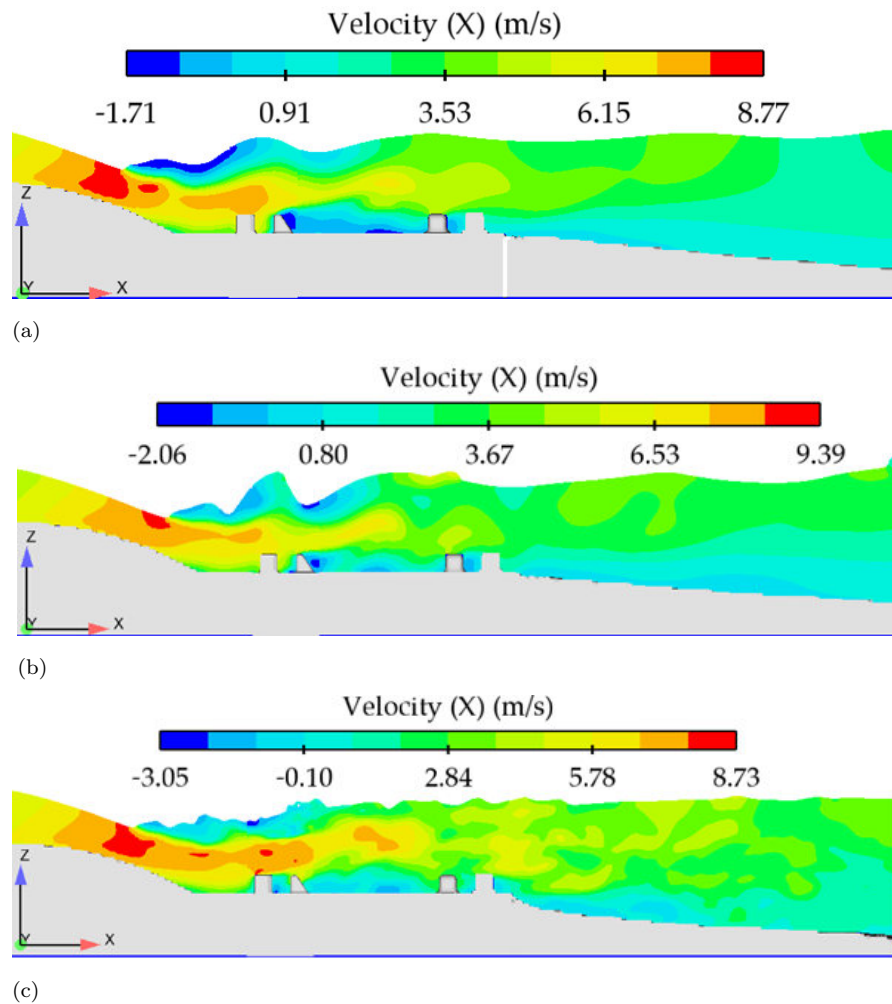 Velocity (X) (m/s)
-1.71 0.91 3.53 6.15 8.77
Z
Y X
(a)
Velocity (X) (m/s)
-2.06 0.80 3.67 6.53 9.39
Z
Y X
(b)
Velocity (X) (m/s)
-3.05 -0.10 2.84 5.78 8.73
Z
Y X
(c)